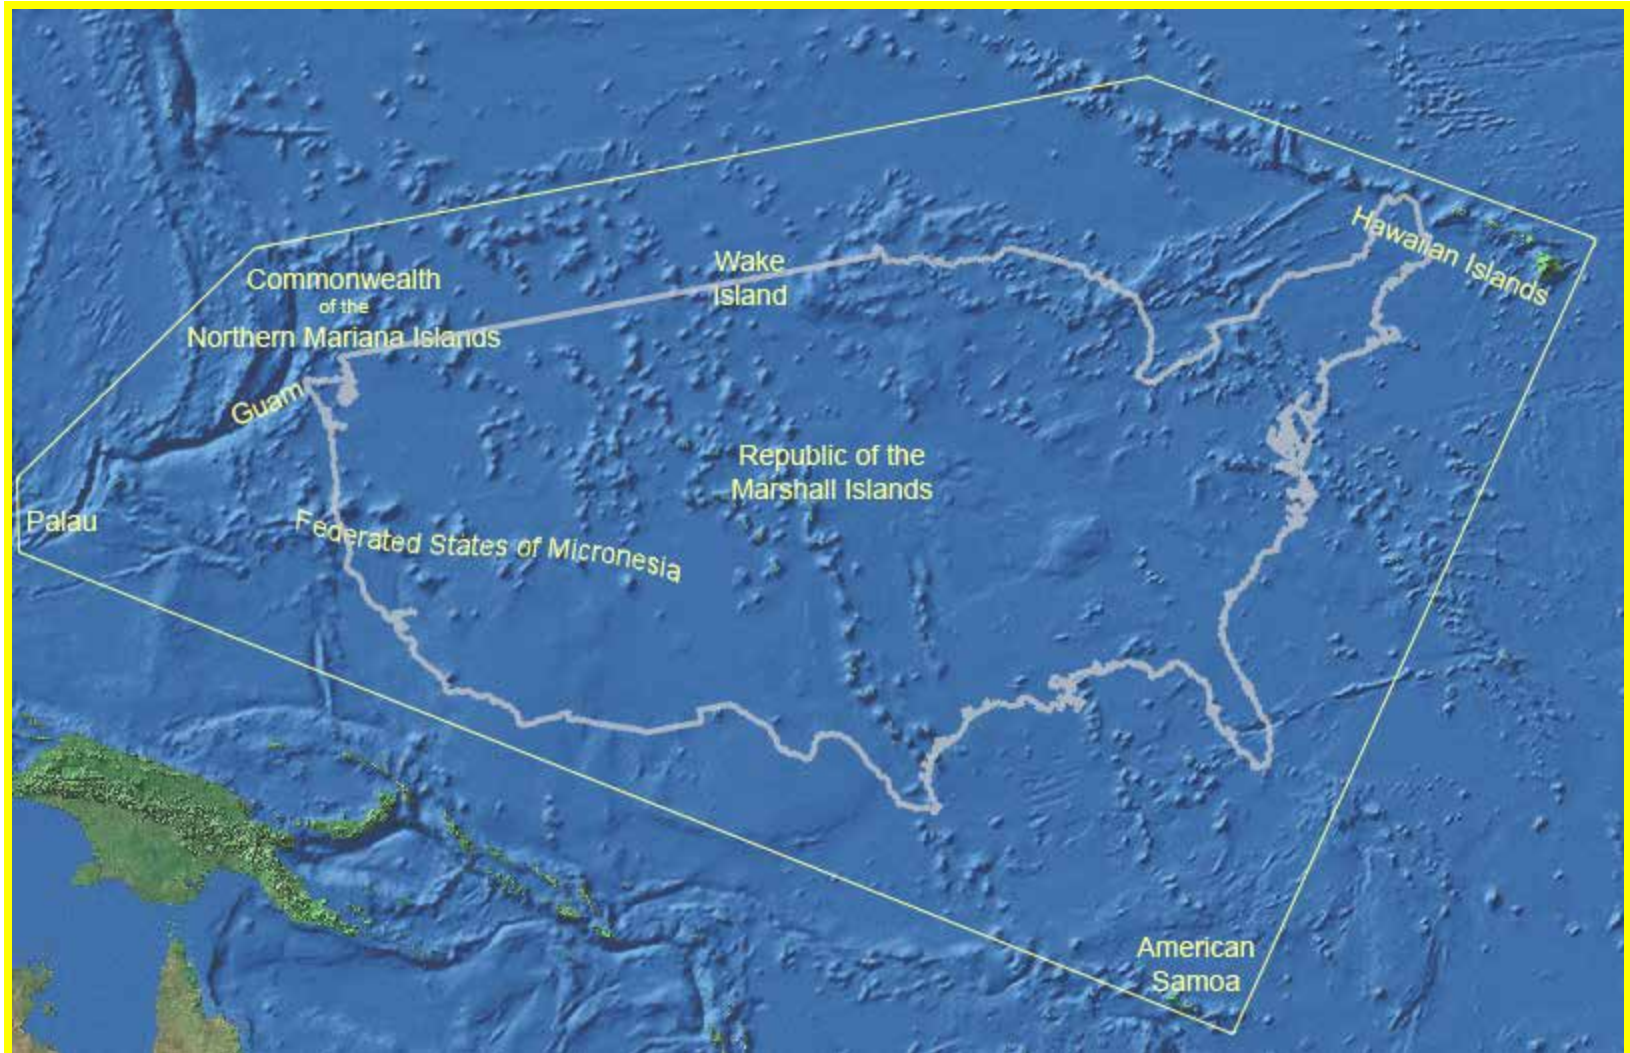 Wake
Island
Commonwealth
of the
Northern Mariana Islands
Hawaiian Islands
Guam
Republic of the
Marshall Islands
Palau
Federated States of Micronesia
American
Samoa